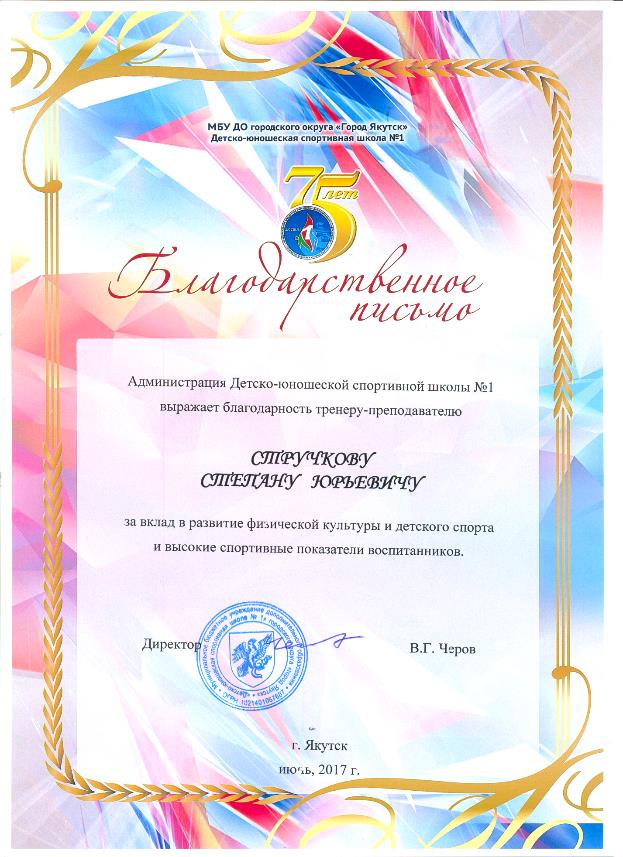 МБУ ДО городского округа «Город Якутск»
Детско-юношеская спортивная школа №1
75 лет
Благодарственное
письмо
Администрация Детско-юношеской спортивной школы №1
выражает благодарность тренеру-преподавателю
СТРУЧКОВУ
СТЕПАНУ ЮРЬЕВИЧУ
за вклад в развитие физической культуры и детского спорта
и высокие спортивные показатели воспитанников.
Директор
В.Г. Черов
г. Якутск
2017 г.